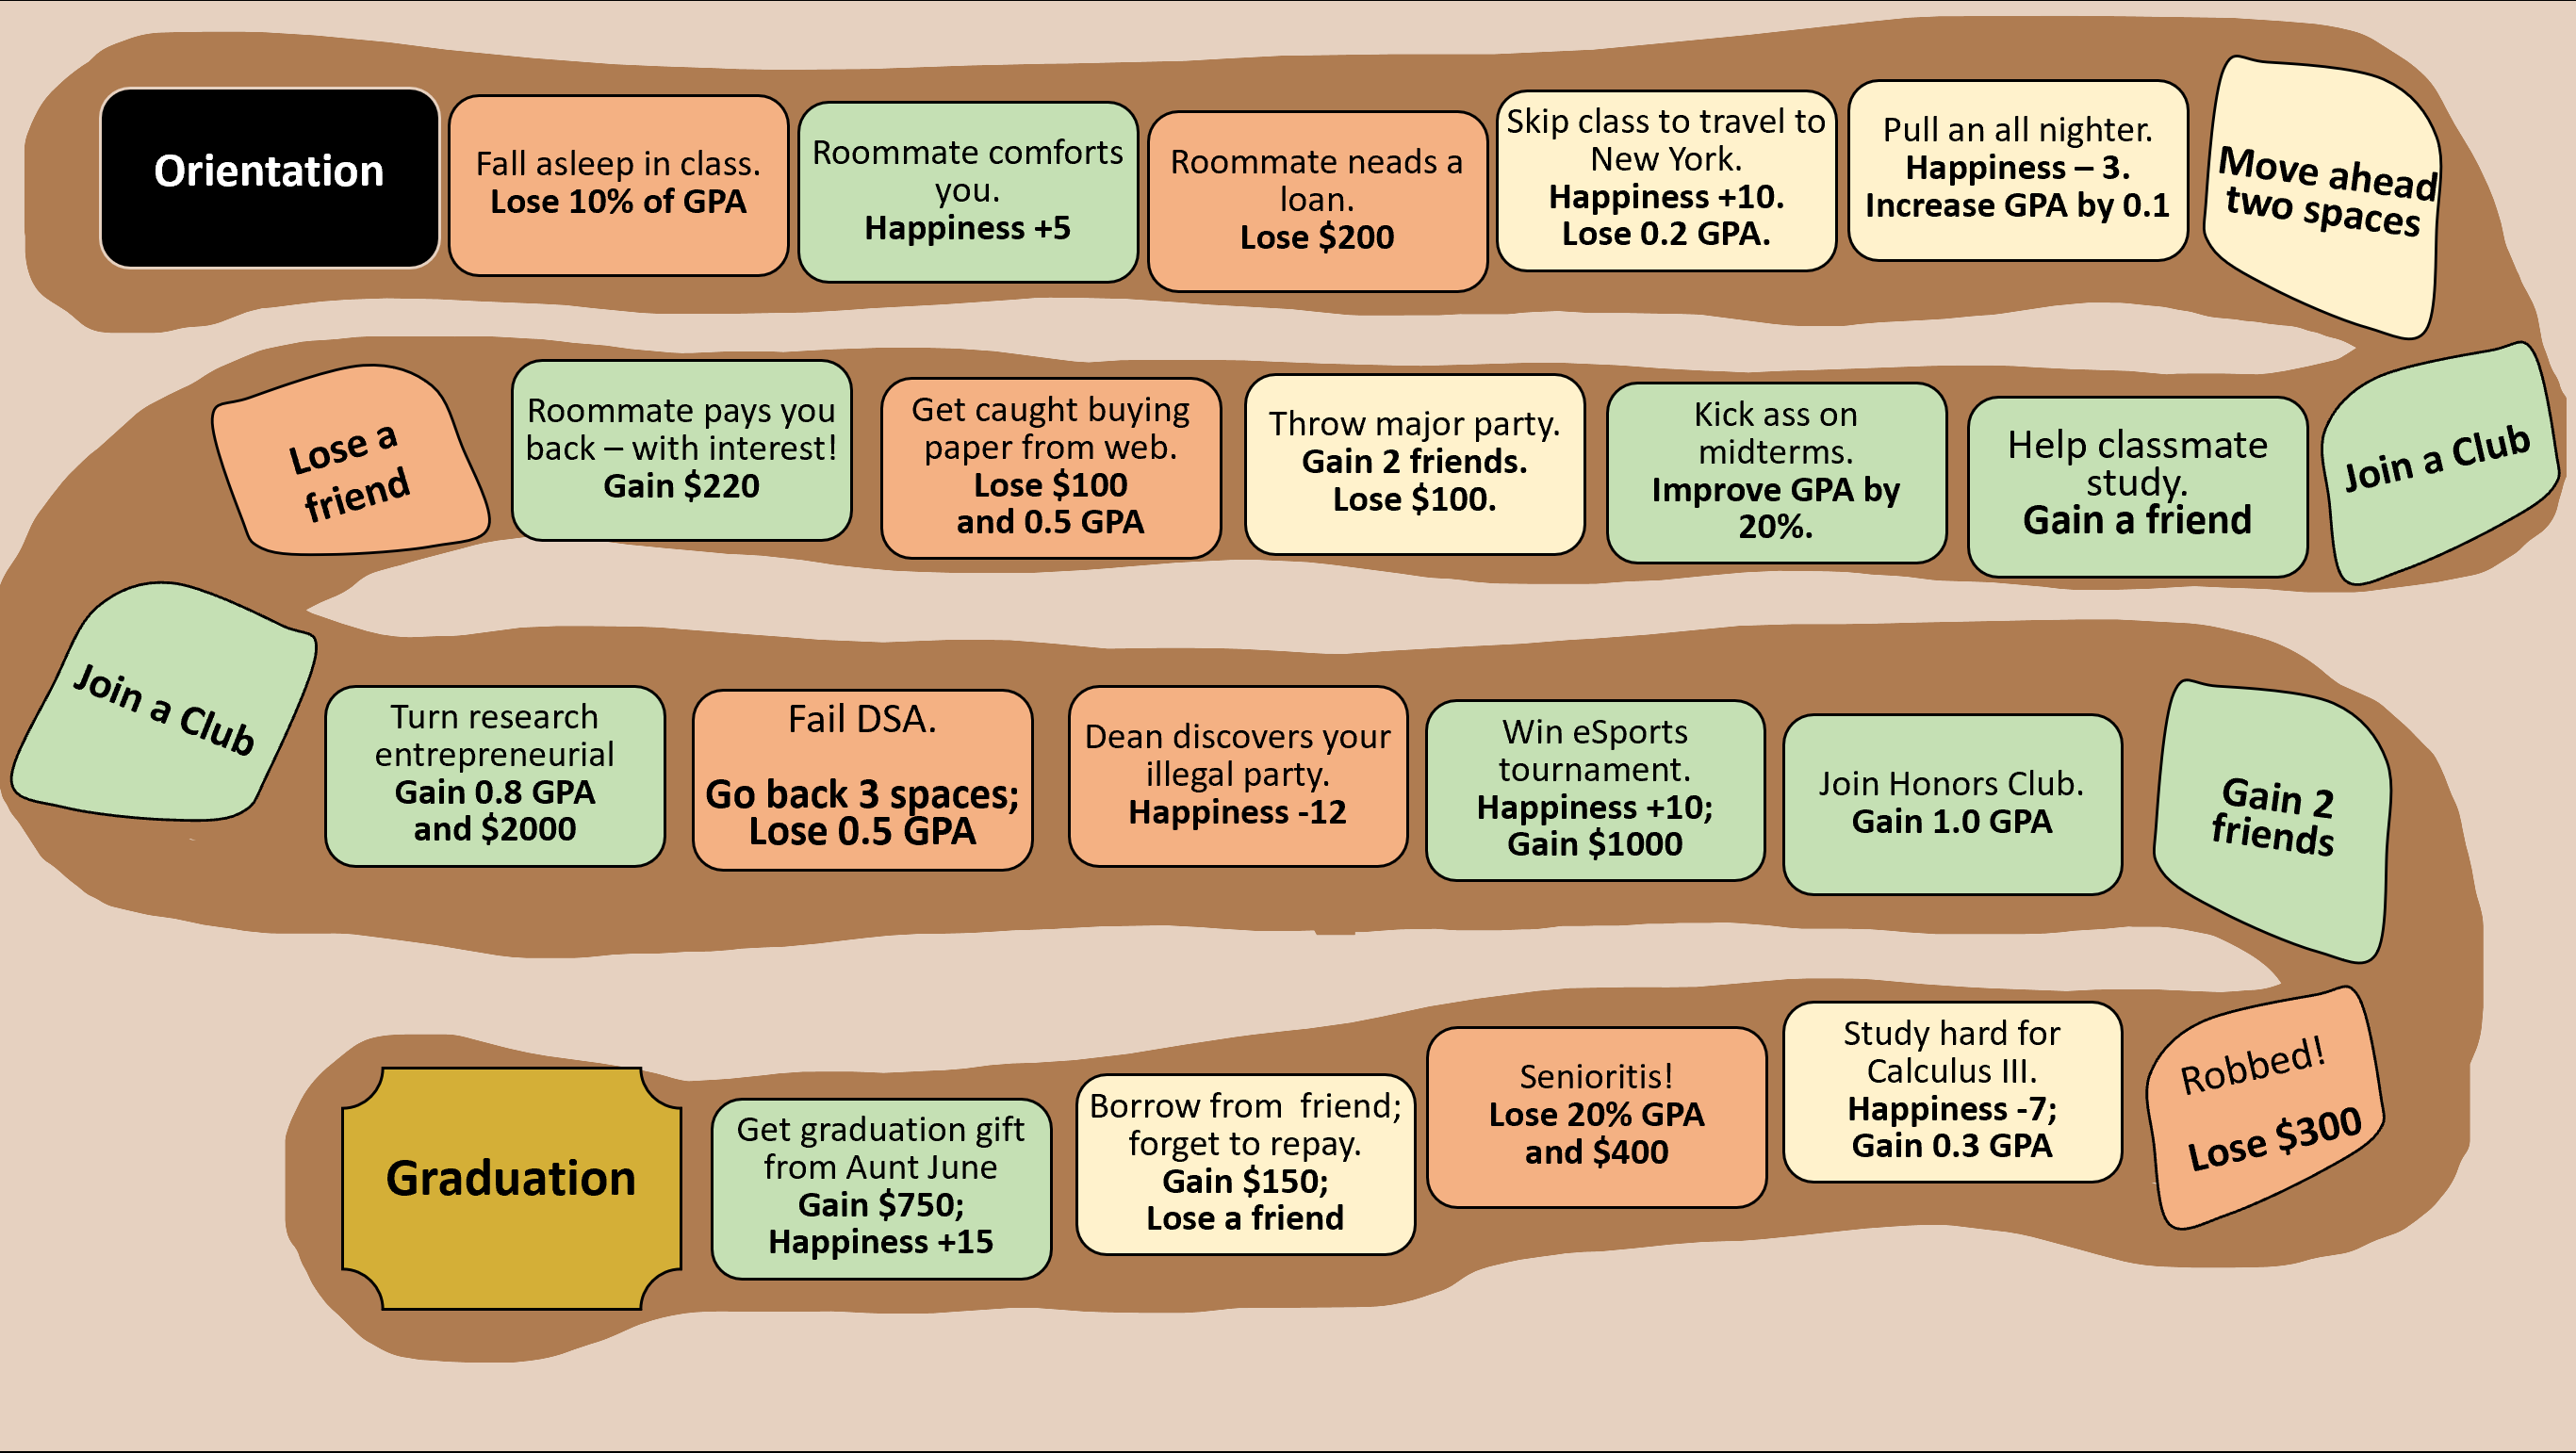 Orientation
Fall asleep in class.
Lose 10% of GPA
Roommate comforts
you.
Happiness +5
Roommate neads a
loan.
Lose $200
Skip class to travel to
New York.
Happiness +10.
Lose 0.2 GPA.
Pull an all nighter.
Happiness – 3.
Increase GPA by 0.1
Move ahead
two spaces
Join a Club
Help classmate
study.
Gain a friend
Kick ass on
midterms.
Improve GPA by
20%.
Throw major party.
Gain 2 friends.
Lose $100.
Get caught buying
paper from web.
Lose $100
and 0.5 GPA
Roommate pays you
back – with interest!
Gain $220
Lose a
friend
Join a Club
Turn research
entrepreneurial
Gain 0.8 GPA
and $2000
Fail DSA.
Go back 3 spaces;
Lose 0.5 GPA
Dean discovers your
illegal party.
Happiness -12
Win eSports
tournament.
Happiness +10;
Gain $1000
Join Honors Club.
Gain 1.0 GPA
Gain 2
friends
Robbed!
Lose $300
Study hard for
Calculus III.
Happiness -7;
Gain 0.3 GPA
Senioritis!
Lose 20% GPA
and $400
Borrow from  friend;
forget to repay.
Gain $150;
Lose a friend
Get graduation gift
from Aunt June
Gain $750;
Happiness +15
Graduation